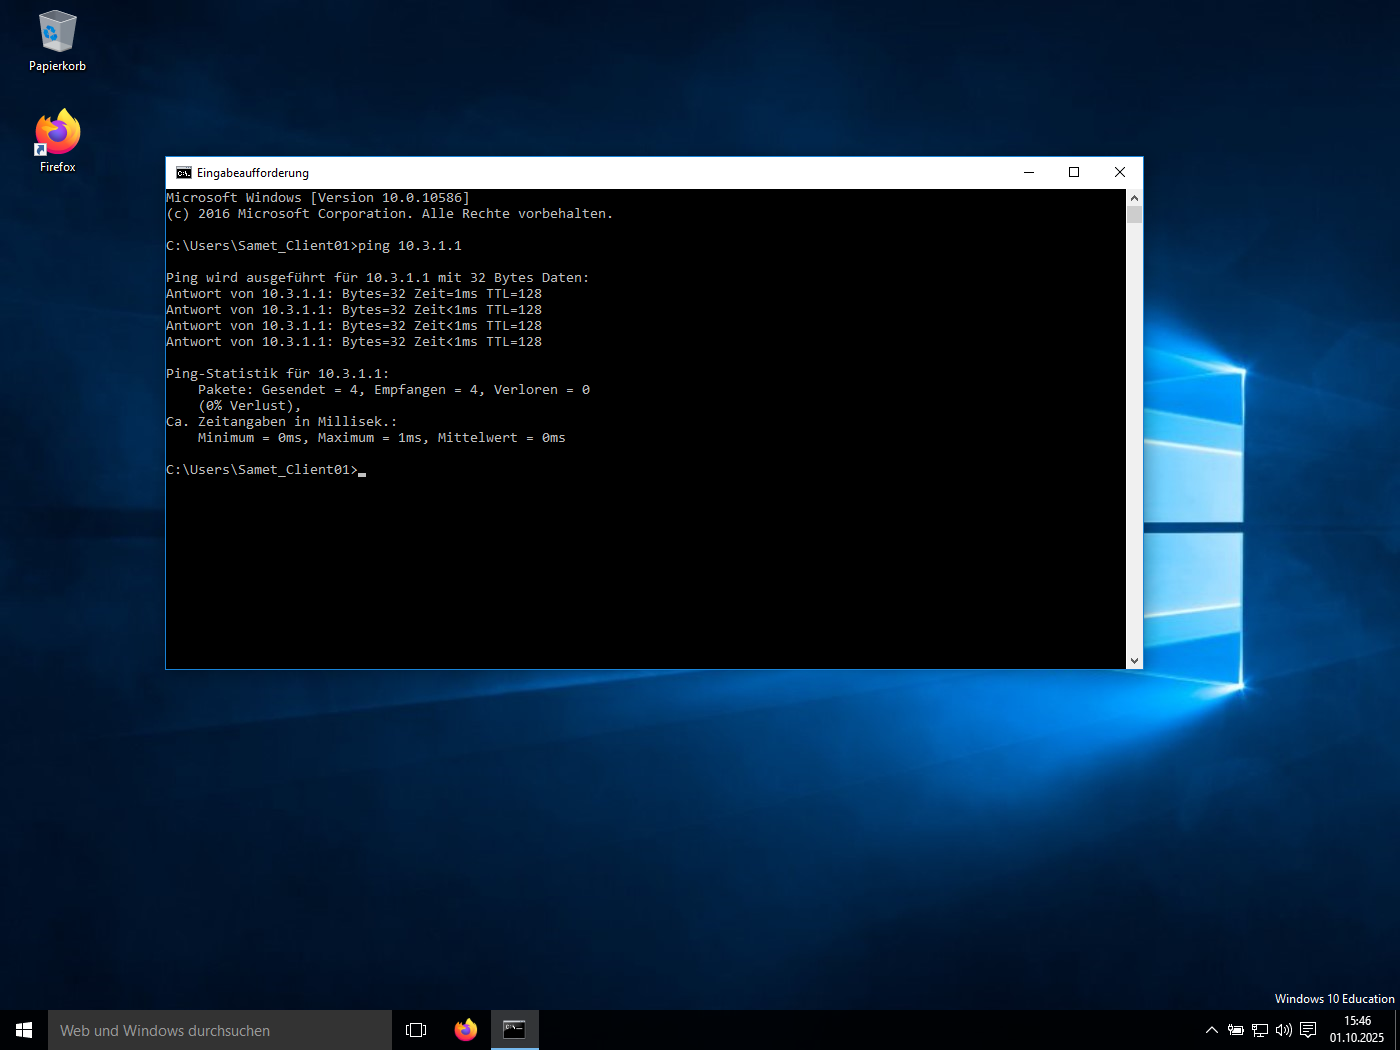 Papierkorb
Firefox
Eingabeaufforderung
Microsoft Windows [Version 10.0.10586]
(c) 2016 Microsoft Corporation. Alle Rechte vorbehalten.
C:\Users\Samet_Client01>ping 10.3.1.1
Ping wird ausgeführt für 10.3.1.1 mit 32 Bytes Daten:
Antwort von 10.3.1.1: Bytes=32 Zeit=1ms TTL=128
Antwort von 10.3.1.1: Bytes=32 Zeit<1ms TTL=128
Antwort von 10.3.1.1: Bytes=32 Zeit<1ms TTL=128
Antwort von 10.3.1.1: Bytes=32 Zeit<1ms TTL=128
Ping-Statistik für 10.3.1.1:
    Pakete: Gesendet = 4, Empfangen = 4, Verloren = 0
    (0% Verlust),
Ca. Zeitangaben in Millisek.:
    Minimum = 0ms, Maximum = 1ms, Mittelwert = 0ms
C:\Users\Samet_Client01>
Windows 10 Education
Web und Windows durchsuchen
15:46
01.10.2025